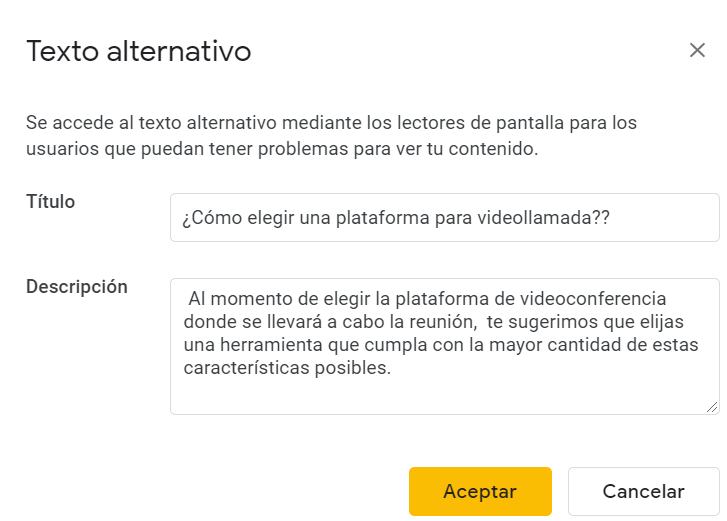 Texto alternativo
Se accede al texto alternativo mediante los lectores de pantalla para los
usuarios que puedan tener problemas para ver tu contenido.
Título
¿Cómo elegir una plataforma para videollamada??
Descripción
Al momento de elegir la plataforma de videoconferencia
donde se llevará a cabo la reunión,  te sugerimos que elijas
una herramienta que cumpla con la mayor cantidad de estas
características posibles.
Aceptar
Cancelar